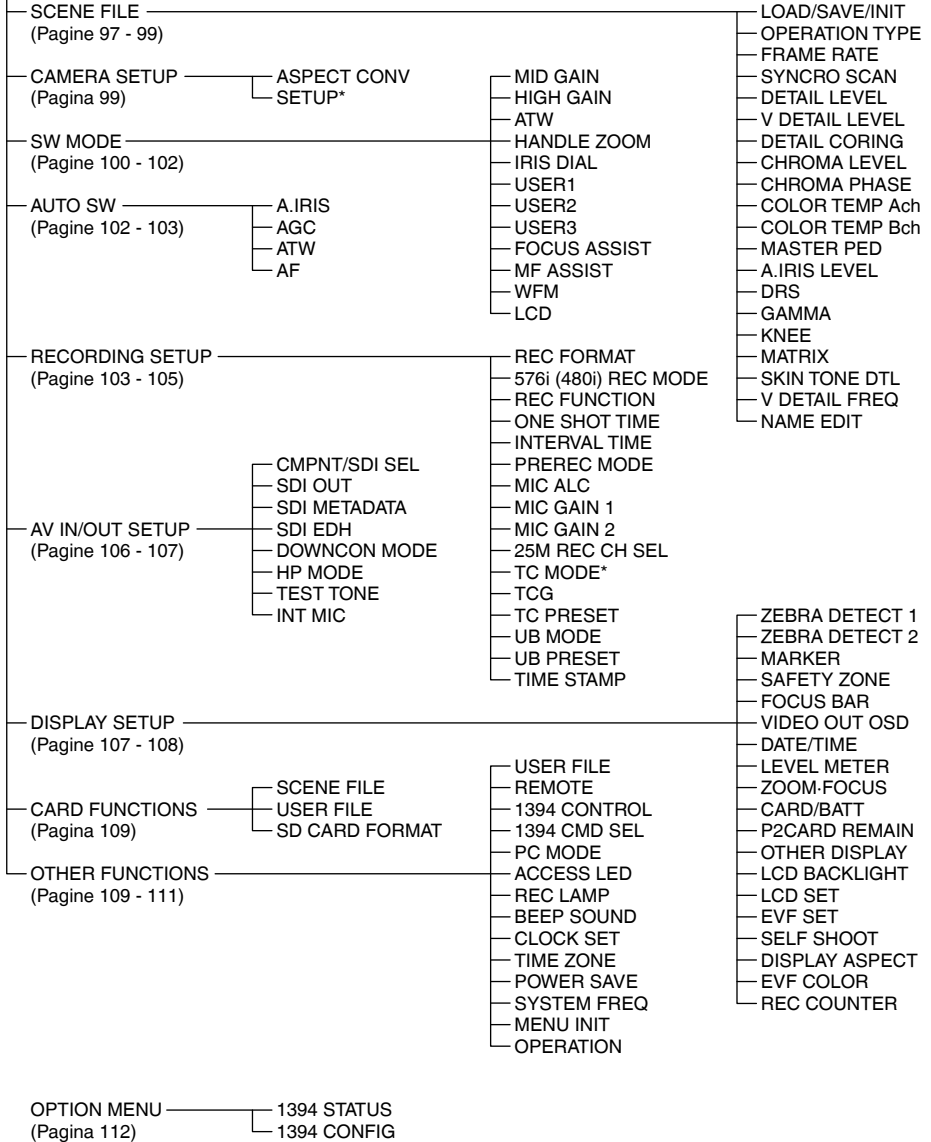 SCENE FILE
(Pagine 97 - 99)
LOAD/SAVE/INIT
OPERATION TYPE
FRAME RATE
SYNCRO SCAN
DETAIL LEVEL
V DETAIL LEVEL
DETAIL CORING
CHROMA LEVEL
CHROMA PHASE
COLOR TEMP Ach
COLOR TEMP Bch
MASTER PED
A.IRIS LEVEL
DRS
GAMMA
KNEE
MATRIX
SKIN TONE DTL
V DETAIL FREQ
NAME EDIT
CAMERA SETUP
(Pagina 99)
ASPECT CONV
SETUP*
SW MODE
(Pagine 100 - 102)
MID GAIN
HIGH GAIN
ATW
HANDLE ZOOM
IRIS DIAL
USER1
USER2
USER3
FOCUS ASSIST
MF ASSIST
WFM
LCD
AUTO SW
(Pagine 102 - 103)
A.IRIS
AGC
ATW
AF
RECORDING SETUP
(Pagine 103 - 105)
REC FORMAT
576i (480i) REC MODE
REC FUNCTION
ONE SHOT TIME
INTERVAL TIME
PREREC MODE
MIC ALC
MIC GAIN 1
MIC GAIN 2
25M REC CH SEL
TC MODE*
TCG
TC PRESET
UB MODE
UB PRESET
TIME STAMP
AV IN/OUT SETUP
(Pagine 106 - 107)
CMPNT/SDI SEL
SDI OUT
SDI METADATA
SDI EDH
DOWNCON MODE
HP MODE
TEST TONE
INT MIC
DISPLAY SETUP
(Pagine 107 - 108)
ZEBRA DETECT 1
ZEBRA DETECT 2
MARKER
SAFETY ZONE
FOCUS BAR
VIDEO OUT OSD
DATE/TIME
LEVEL METER
ZOOM·FOCUS
CARD/BATT
P2CARD REMAIN
OTHER DISPLAY
LCD BACKLIGHT
LCD SET
EVF SET
SELF SHOOT
DISPLAY ASPECT
EVF COLOR
REC COUNTER
CARD FUNCTIONS
(Pagina 109)
SCENE FILE
USER FILE
SD CARD FORMAT
OTHER FUNCTIONS
(Pagine 109 - 111)
USER FILE
REMOTE
1394 CONTROL
1394 CMD SEL
PC MODE
ACCESS LED
REC LAMP
BEEP SOUND
CLOCK SET
TIME ZONE
POWER SAVE
SYSTEM FREQ
MENU INIT
OPERATION
OPTION MENU
(Pagina 112)
1394 STATUS
1394 CONFIG